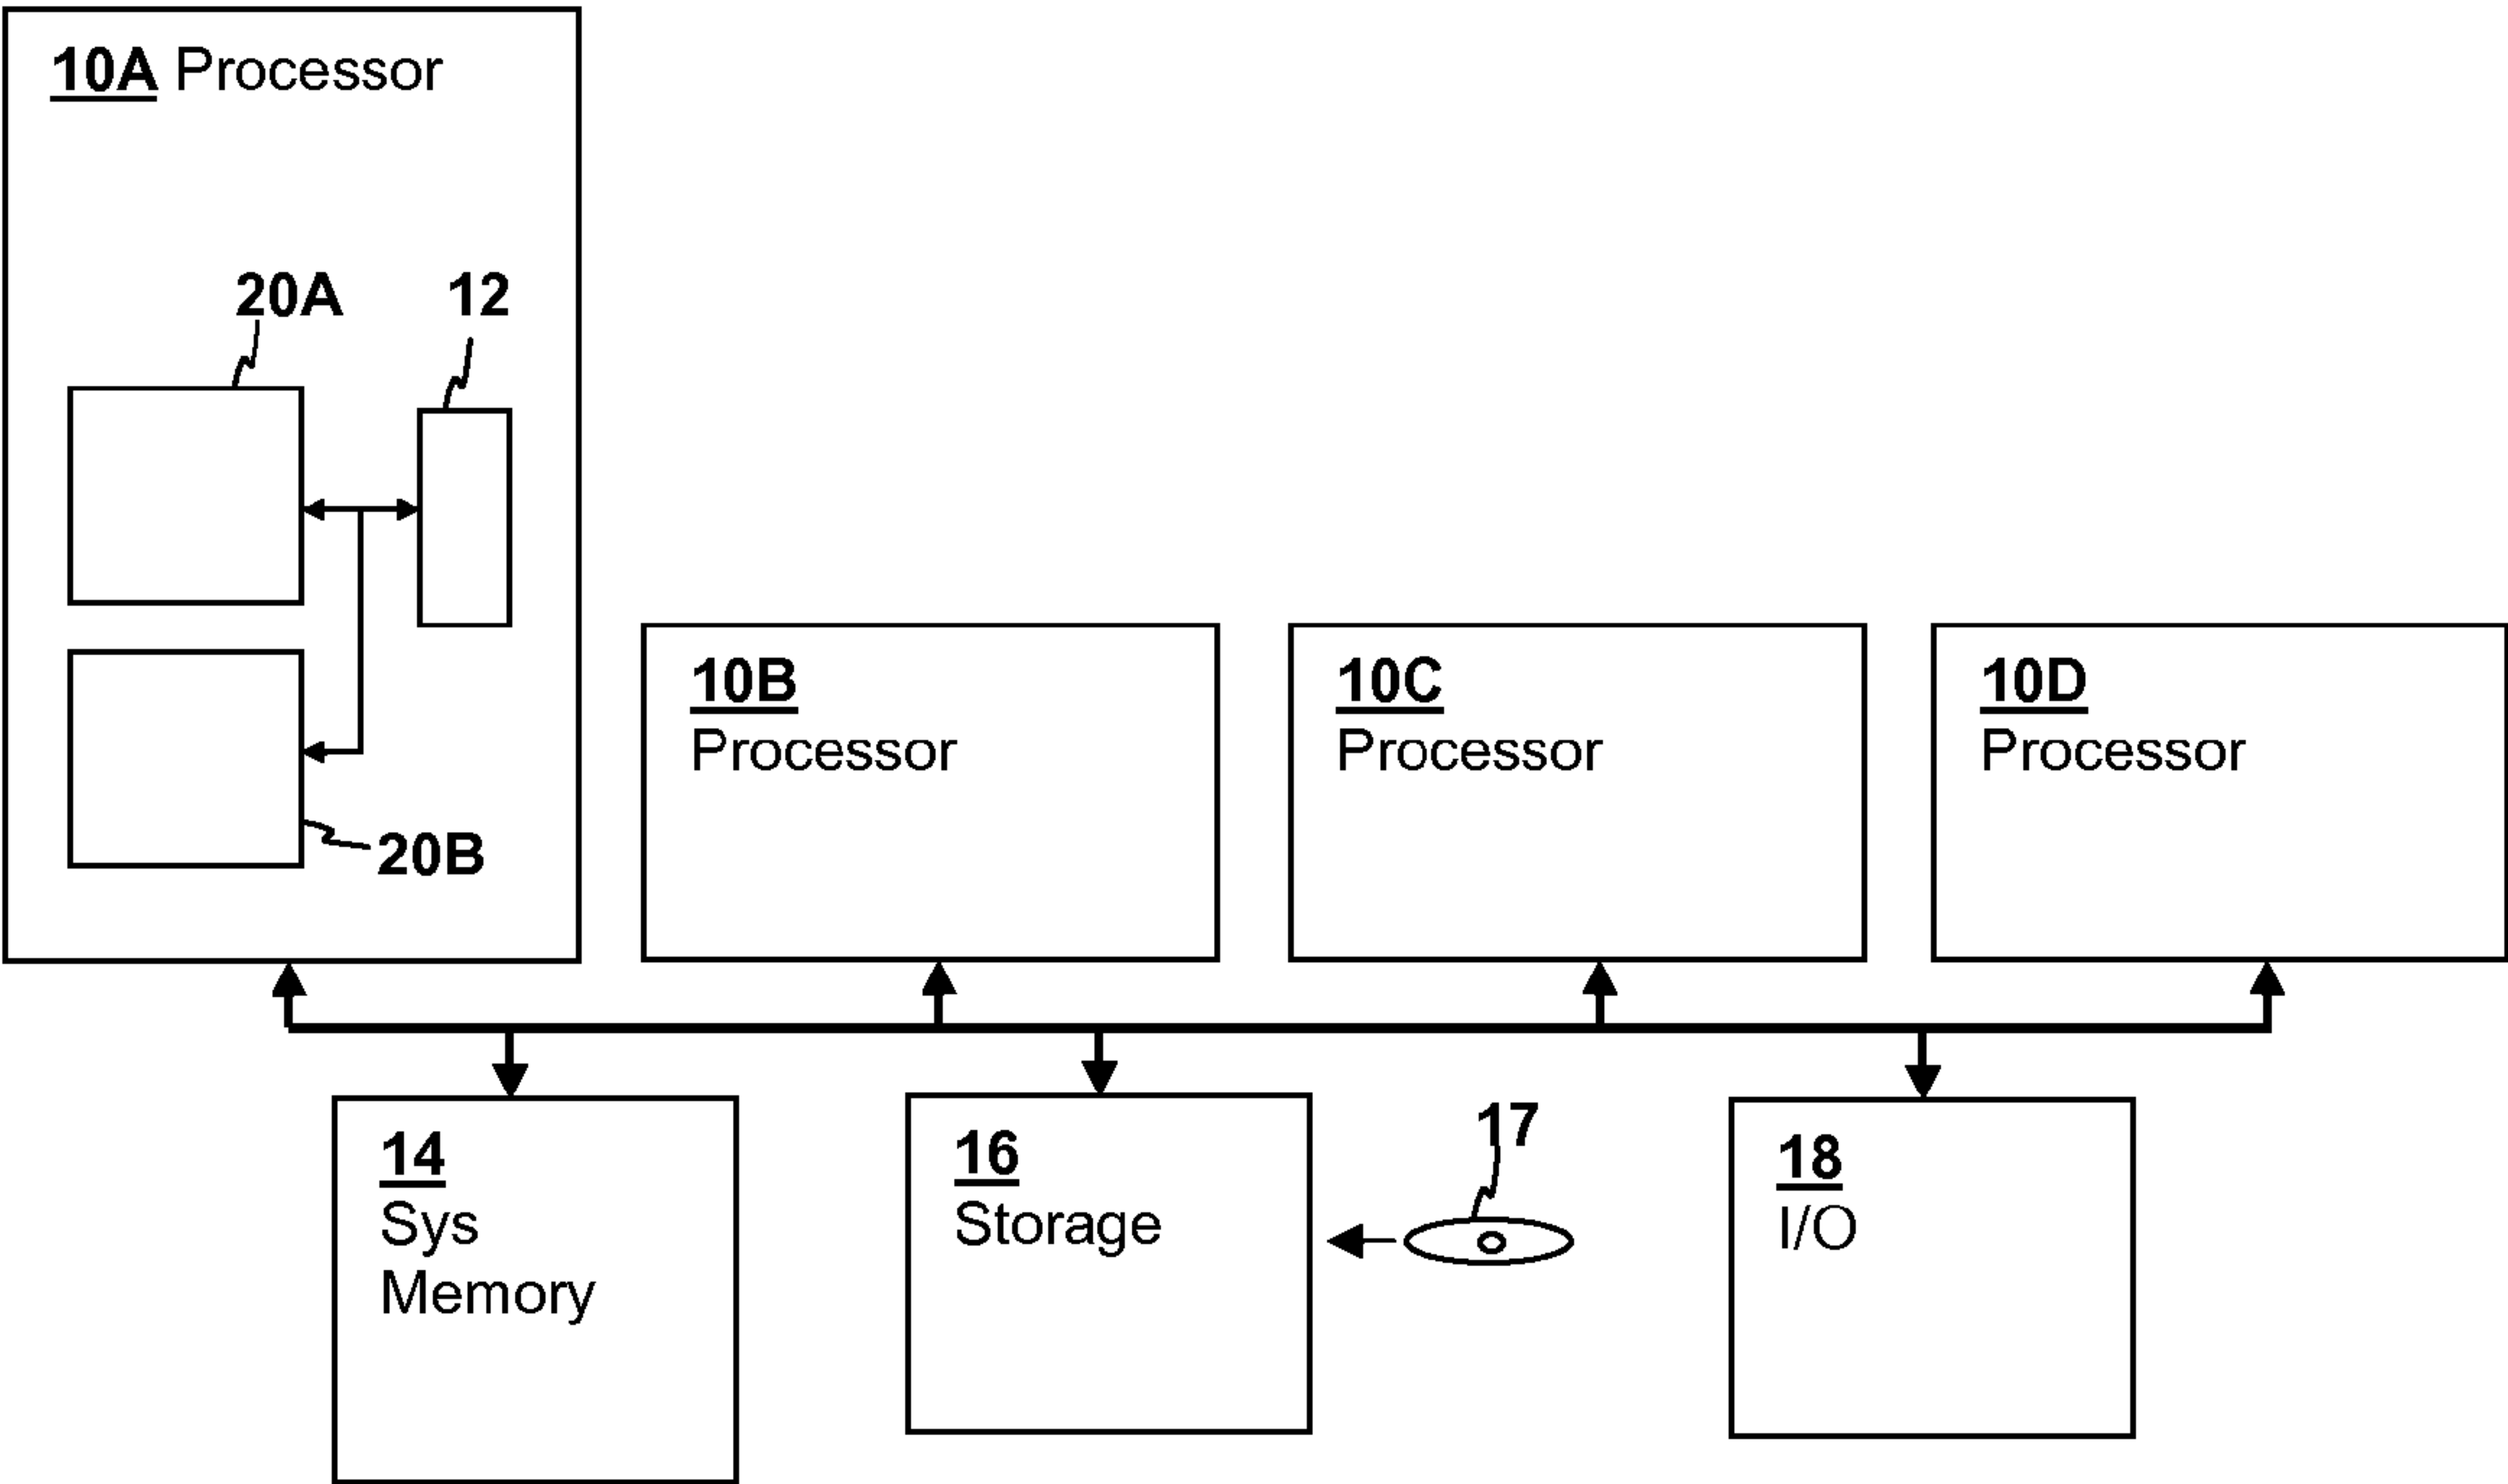 10A Processor
20A
12
20B
10B
Processor
10C
Processor
10D
Processor
14
Sys
Memory
16
Storage
17
18
I/O